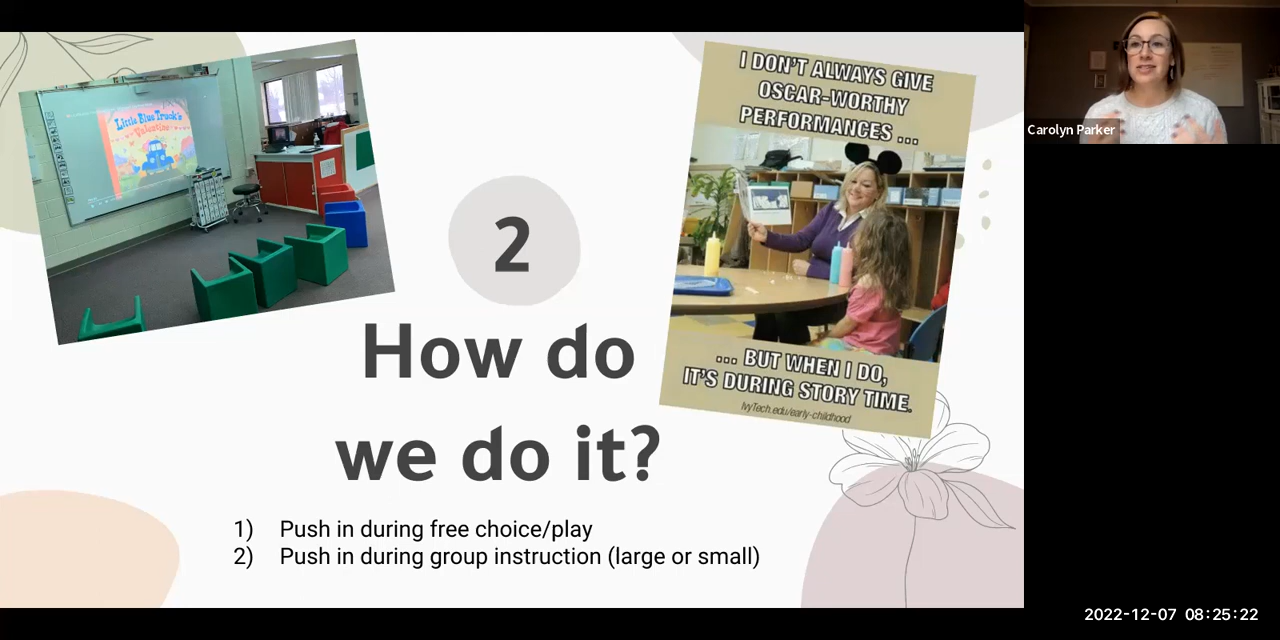 Little Blue Truck's
Valentine
I DON'T ALWAYS GIVE
OSCAR-WORTHY
PERFORMANCES ...
... BUT WHEN I DO,
IT'S DURING STORY TIME.
IvyTech.edu/early-childhood
2
How do
we do it?
1) Push in during free choice/play
2) Push in during group instruction (large or small)
Carolyn Parker
2022-12-07 08:25:22